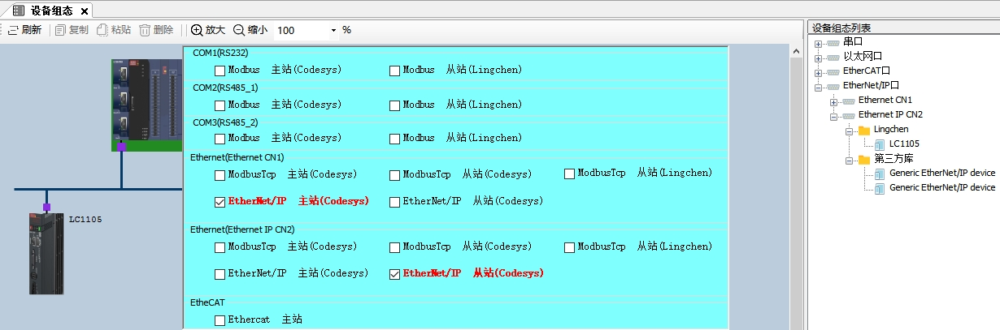 设备组态
刷新 复制 粘贴 删除 放大 缩小 100 %
COM1(RS232)
Modbus 主站(Codesys) Modbus 从站(Lingchen)
COM2(RS485_1)
Modbus 主站(Codesys) Modbus 从站(Lingchen)
COM3(RS485_2)
Modbus 主站(Codesys) Modbus 从站(Lingchen)
Ethernet(Ethernet CN1)
ModbusTcp 主站(Codesys) ModbusTcp 从站(Codesys) ModbusTcp 从站(Lingchen)
EtherNet/IP 主站(Codesys) EtherNet/IP 从站(Codesys)
Ethernet(Ethernet IP CN2)
ModbusTcp 主站(Codesys) ModbusTcp 从站(Codesys) ModbusTcp 从站(Lingchen)
EtherNet/IP 主站(Codesys) EtherNet/IP 从站(Codesys)
EtheCAT
Ethercat 主站
LC1105
设备组态列表
串口
以太网口
EtherCAT口
EtherNet/IP口
Ethernet CN1
Ethernet IP CN2
Lingchen
LC1105
第三方库
Generic EtherNet/IP device
Generic EtherNet/IP device